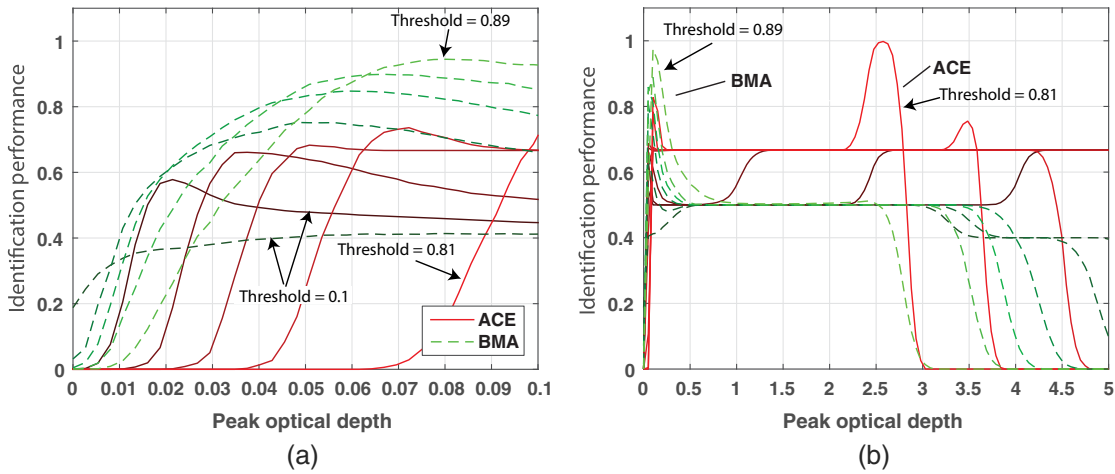 Threshold = 0.89
1
0.8
0.6
0.4
0.2
0
Identification performance
Threshold = 0.81
Threshold = 0.1
ACE
BMA
0
0.01
0.02
0.03
0.04
0.05
0.06
0.07
0.08
0.09
0.1
Peak optical depth
(a)
Threshold = 0.89
BMA
ACE
Threshold = 0.81
1
0.8
0.6
0.4
0.2
0
Identification performance
0
0.5
1
1.5
2
2.5
3
3.5
4
4.5
5
Peak optical depth
(b)